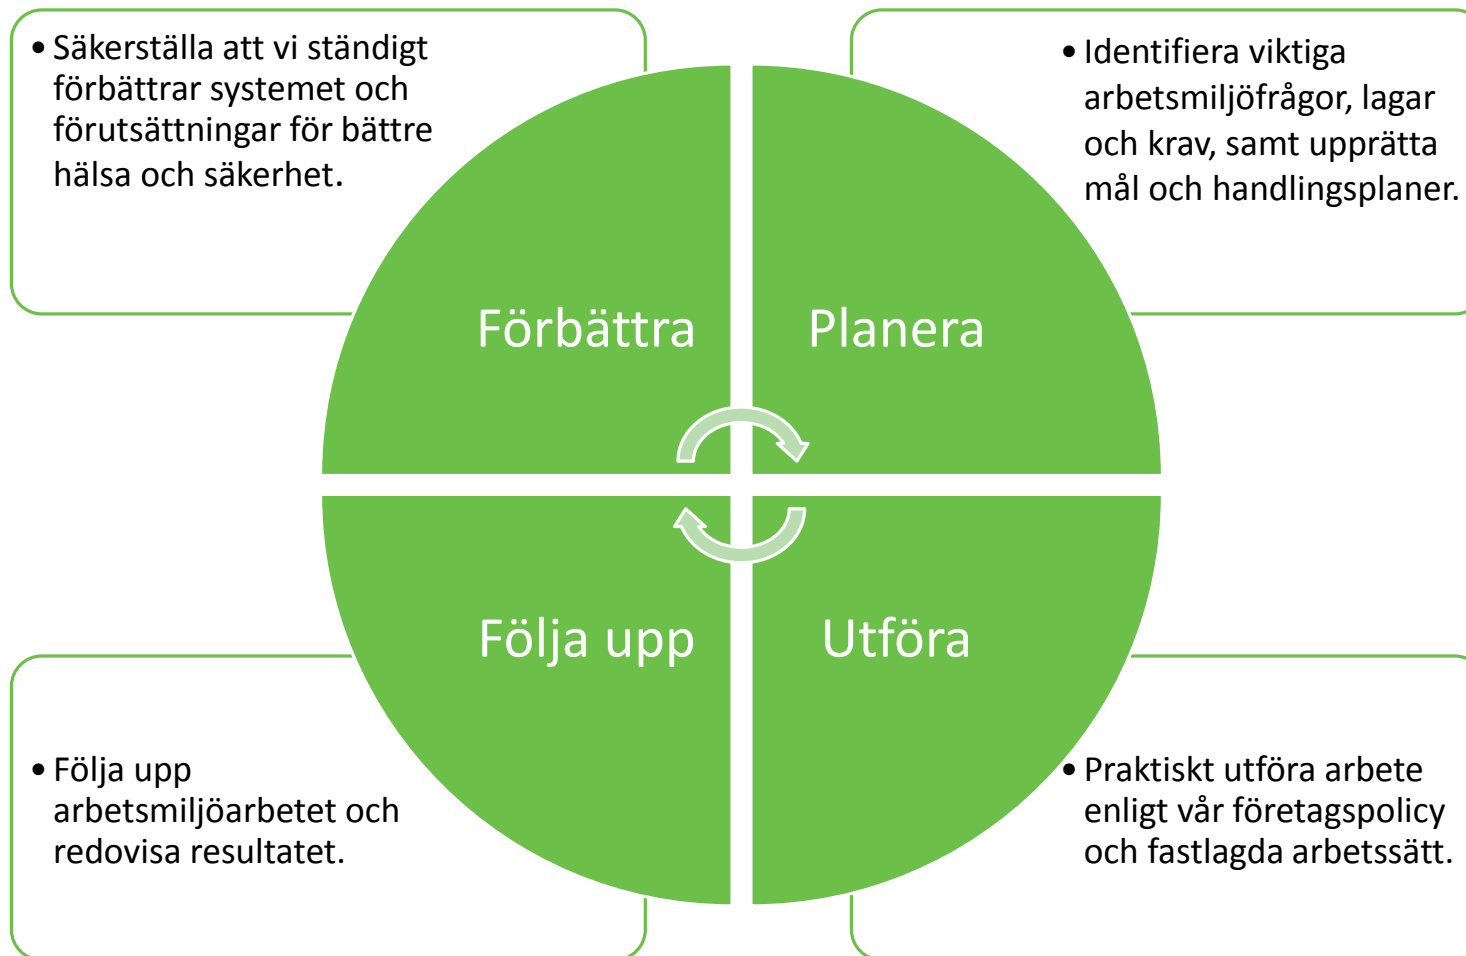 • Säkerställa att vi ständigt
förbättrar systemet och
förutsättningar för bättre
hälsa och säkerhet.
• Identifiera viktiga
arbetsmiljöfrågor, lagar
och krav, samt upprätta
mål och handlingsplaner.
Förbättra
Planera
Följa upp
Utföra
• Följa upp
arbetsmiljöarbetet och
redovisa resultatet.
• Praktiskt utföra arbete
enligt vår företagspolicy
och fastlagda arbetssätt.